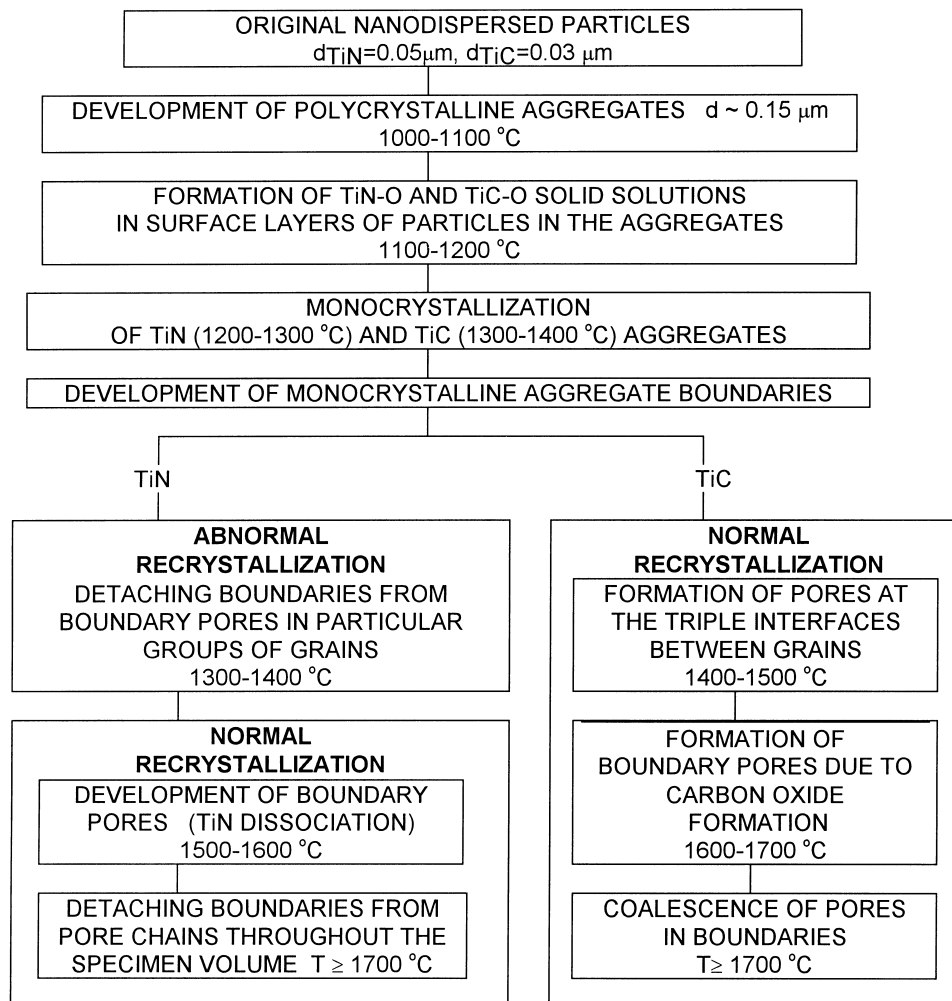 ORIGINAL NANODISPERSED PARTICLES
dTiN=0.05μm, dTiC=0.03 μm
DEVELOPMENT OF POLYCRYSTALLINE AGGREGATES d ~ 0.15 μm
1000-1100 °C
FORMATION OF TiN-O AND TiC-O SOLID SOLUTIONS
IN SURFACE LAYERS OF PARTICLES IN THE AGGREGATES
1100-1200 °C
MONOCRYSTALLIZATION
OF TiN (1200-1300 °C) AND TiC (1300-1400 °C) AGGREGATES
DEVELOPMENT OF MONOCRYSTALLINE AGGREGATE BOUNDARIES
TiN
ABNORMAL
RECRYSTALLIZATION
DETACHING BOUNDARIES FROM
BOUNDARY PORES IN PARTICULAR
GROUPS OF GRAINS
1300-1400 °C
NORMAL
RECRYSTALLIZATION
DEVELOPMENT OF BOUNDARY
PORES (TiN DISSOCIATION)
1500-1600 °C
DETACHING BOUNDARIES FROM
PORE CHAINS THROUGHOUT THE
SPECIMEN VOLUME T ≥ 1700 °C
TiC
NORMAL
RECRYSTALLIZATION
FORMATION OF PORES AT
THE TRIPLE INTERFACES
BETWEEN GRAINS
1400-1500 °C
FORMATION OF
BOUNDARY PORES DUE TO
CARBON OXIDE
FORMATION
1600-1700 °C
COALESCENCE OF PORES
IN BOUNDARIES
T≥ 1700 °C